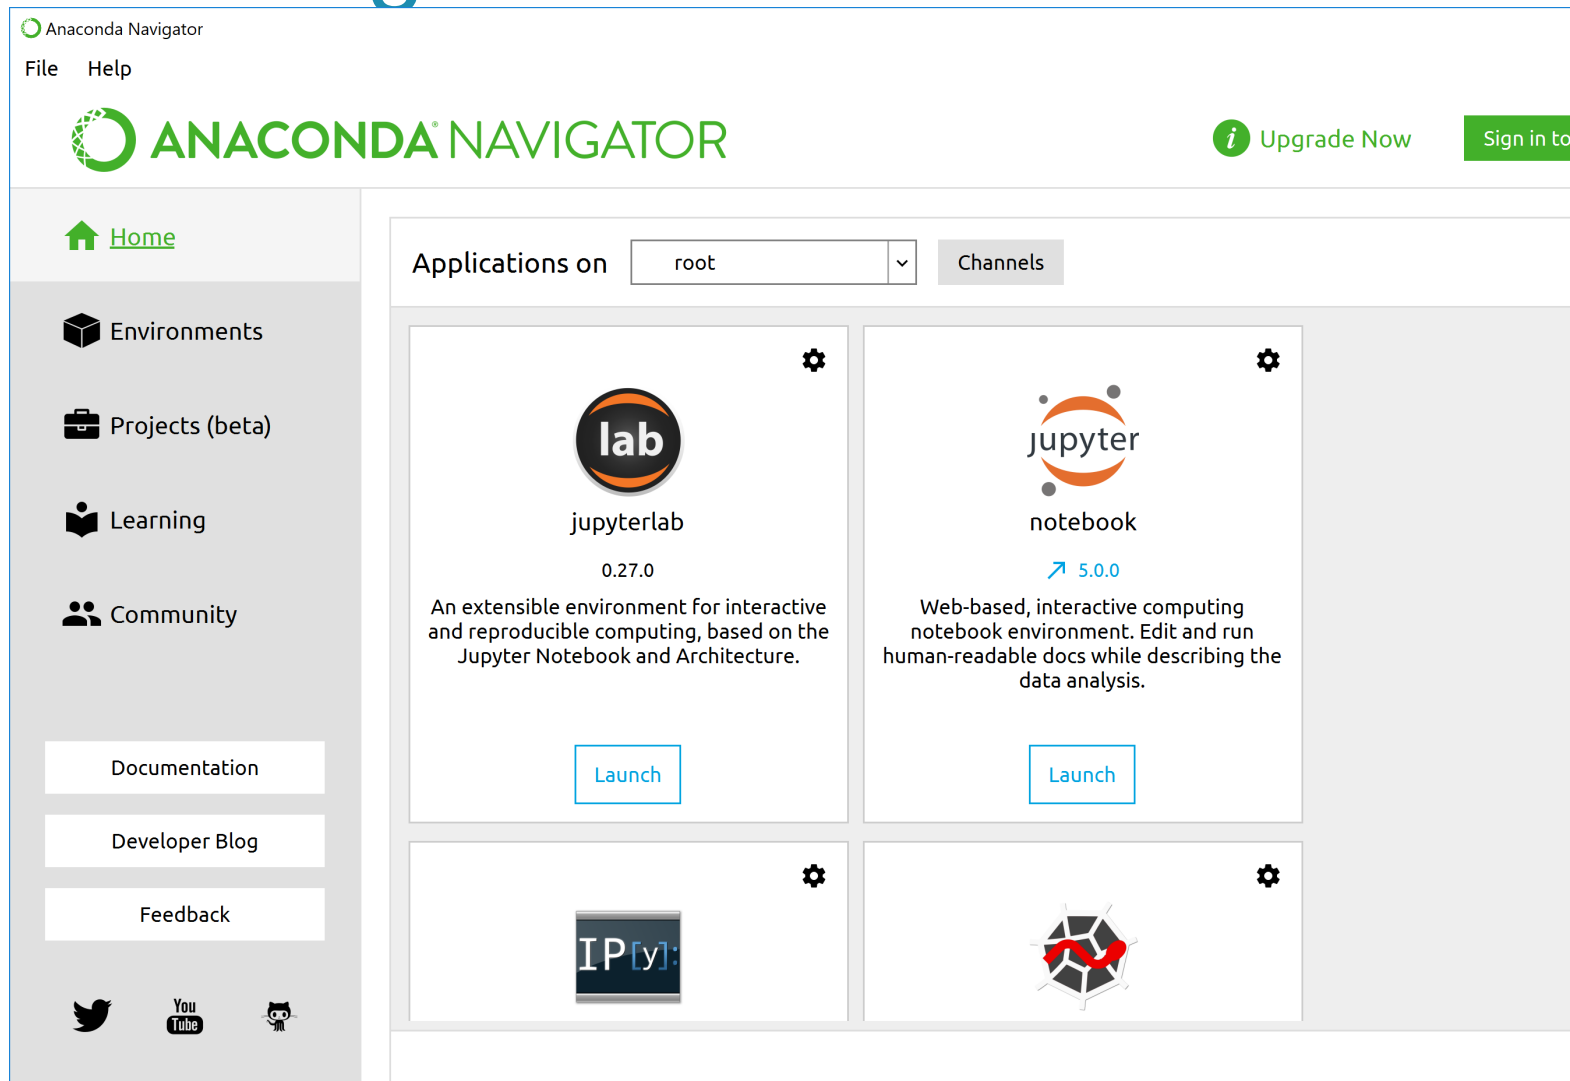 Anaconda Navigator
File Help
ANACONDA NAVIGATOR
Upgrade Now
Sign in to
Home
Environments
Projects (beta)
Learning
Community
Documentation
Developer Blog
Feedback
You
Tube
Applications on root Channels
lab
jupyterlab
0.27.0
An extensible environment for interactive
and reproducible computing, based on the
Jupyter Notebook and Architecture.
Launch
jupyter
notebook
5.0.0
Web-based, interactive computing
notebook environment. Edit and run
human-readable docs while describing the
data analysis.
Launch
IP[y]: